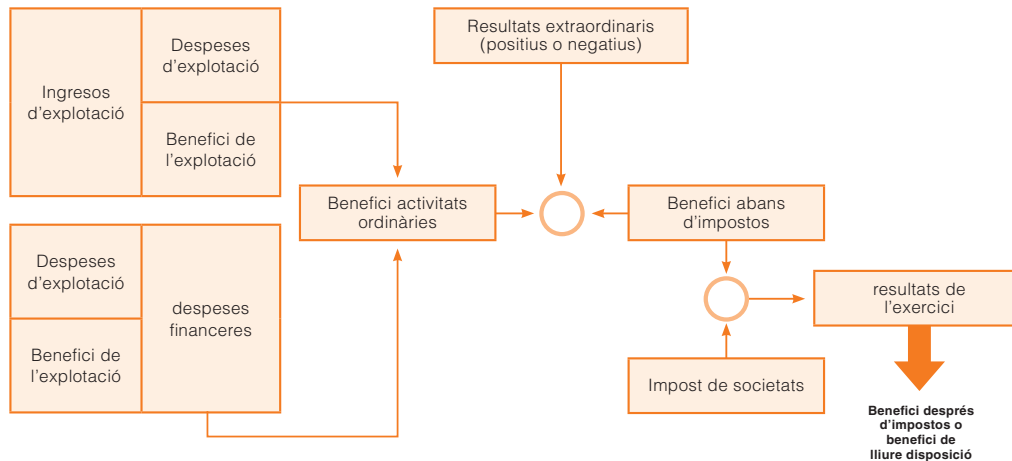 Ingresos
d'explotació
Despeses
d'explotació
Benefici de
l'explotació
Resultats extraordinaris
(positius o negatius)
Benefici activitats
ordinàries
Benefici abans
d'impostos
Despeses
d'explotació
Benefici de
l'explotació
despeses
financeres
Impost de societats
resultats de
l'exercici
Benefici després
d'impostos o
benefici de
lliure disposició